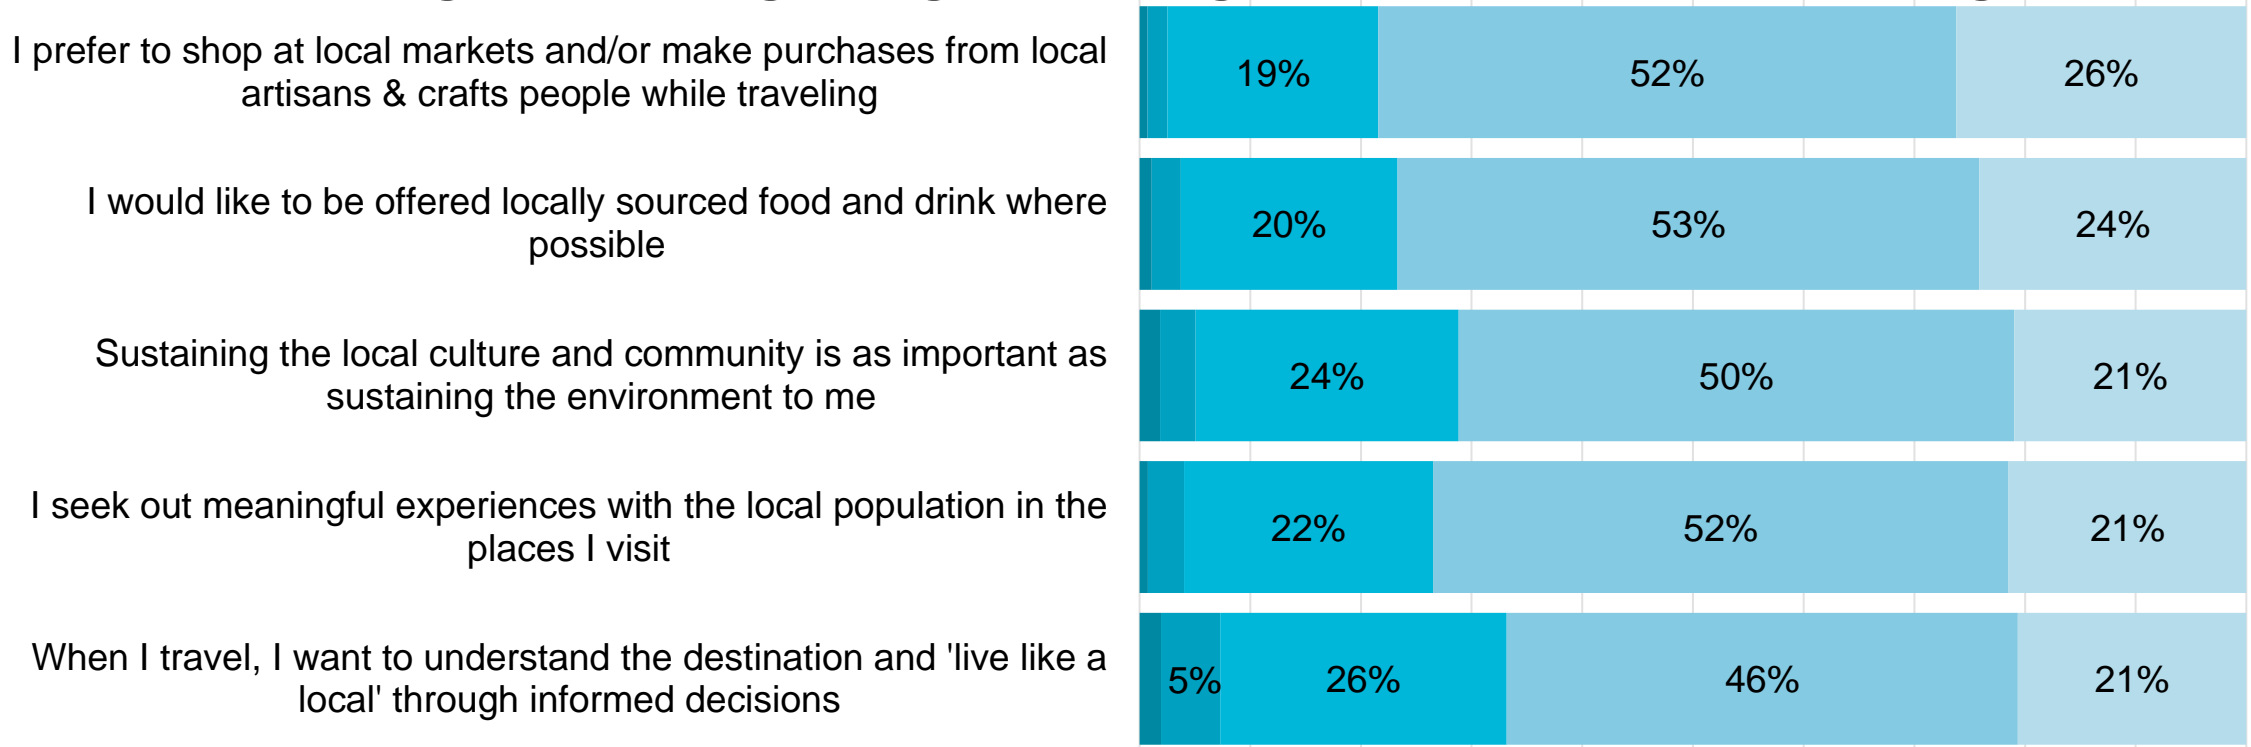 I prefer to shop at local markets and/or make purchases from local
artisans & crafts people while traveling
19% 52% 26%
I would like to be offered locally sourced food and drink where
possible
20% 53% 24%
Sustaining the local culture and community is as important as
sustaining the environment to me
24% 50% 21%
I seek out meaningful experiences with the local population in the
places I visit
22% 52% 21%
When I travel, I want to understand the destination and 'live like a
local' through informed decisions
5% 26% 46% 21%